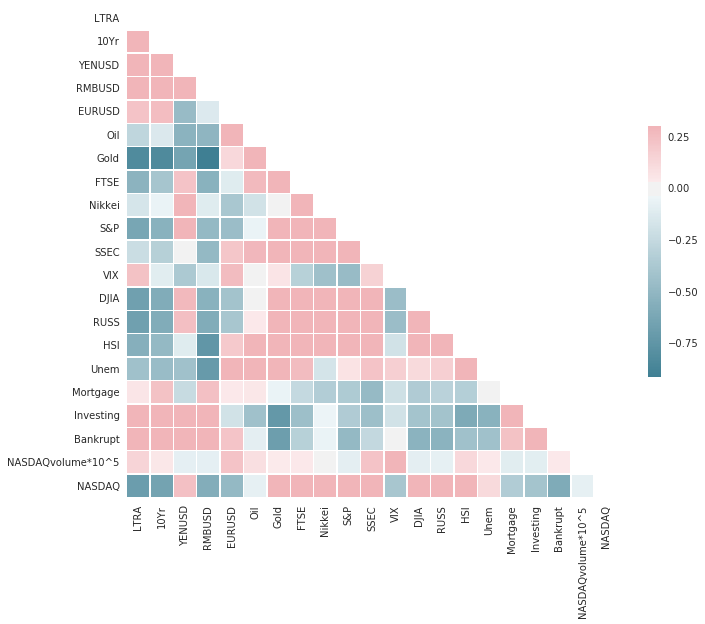 LTRA
10Yr
YENUSD
RMBUSD
EURUSD
Oil
Gold
FTSE
Nikkei
S&P
SSEC
VIX
DJIA
RUSS
HSI
Unem
Mortgage
Investing
Bankrupt
NASDAQvolume*10^5
NASDAQ
LTRA
10Yr
YENUSD
RMBUSD
EURUSD
Oil
Gold
FTSE
Nikkei
S&P
SSEC
VIX
DJIA
RUSS
HSI
Unem
Mortgage
Investing
Bankrupt
NASDAQvolume*10^5
NASDAQ
0.25
0.00
−0.25
−0.50
−0.75